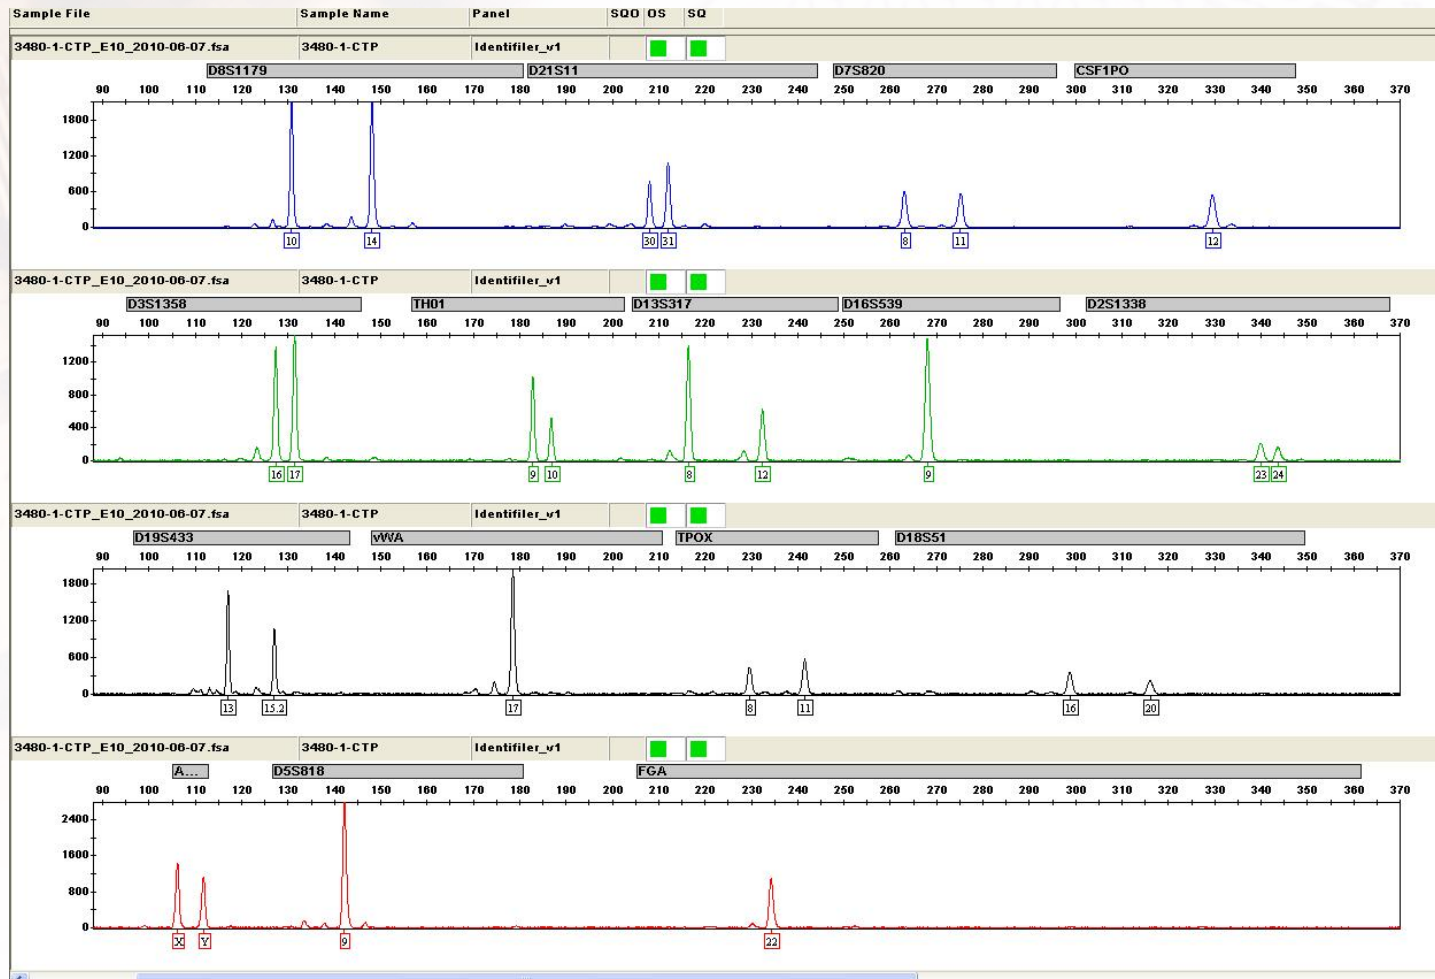 Sample File Sample Name Panel SQO OS SQ
3480-1-CTP_E10_2010-06-07.fsa 3480-1-CTP Identifiler_v1
D8S1179 D21S11 D7S820 CSF1PO
90 100 110 120 130 140 150 160 170 180 190 200 210 220 230 240 250 260 270 280 290 300 310 320 330 340 350 360 370
1800
1200
600
0
10 14 30 31 8 11 12
3480-1-CTP_E10_2010-06-07.fsa 3480-1-CTP Identifiler_v1
D3S1358 TH01 D13S317 D16S539 D2S1338
90 100 110 120 130 140 150 160 170 180 190 200 210 220 230 240 250 260 270 280 290 300 310 320 330 340 350 360 370
1200
800
400
0
16 17 9 10 8 12 9 23 24
3480-1-CTP_E10_2010-06-07.fsa 3480-1-CTP Identifiler_v1
D19S433 vWA TPOX D18S51
90 100 110 120 130 140 150 160 170 180 190 200 210 220 230 240 250 260 270 280 290 300 310 320 330 340 350 360 370
1800
1200
600
0
13 15.2 17 8 11 16 20
3480-1-CTP_E10_2010-06-07.fsa 3480-1-CTP Identifiler_v1
A... D5S818 FGA
90 100 110 120 130 140 150 160 170 180 190 200 210 220 230 240 250 260 270 280 290 300 310 320 330 340 350 360 370
2400
1600
800
0
X Y 9 22